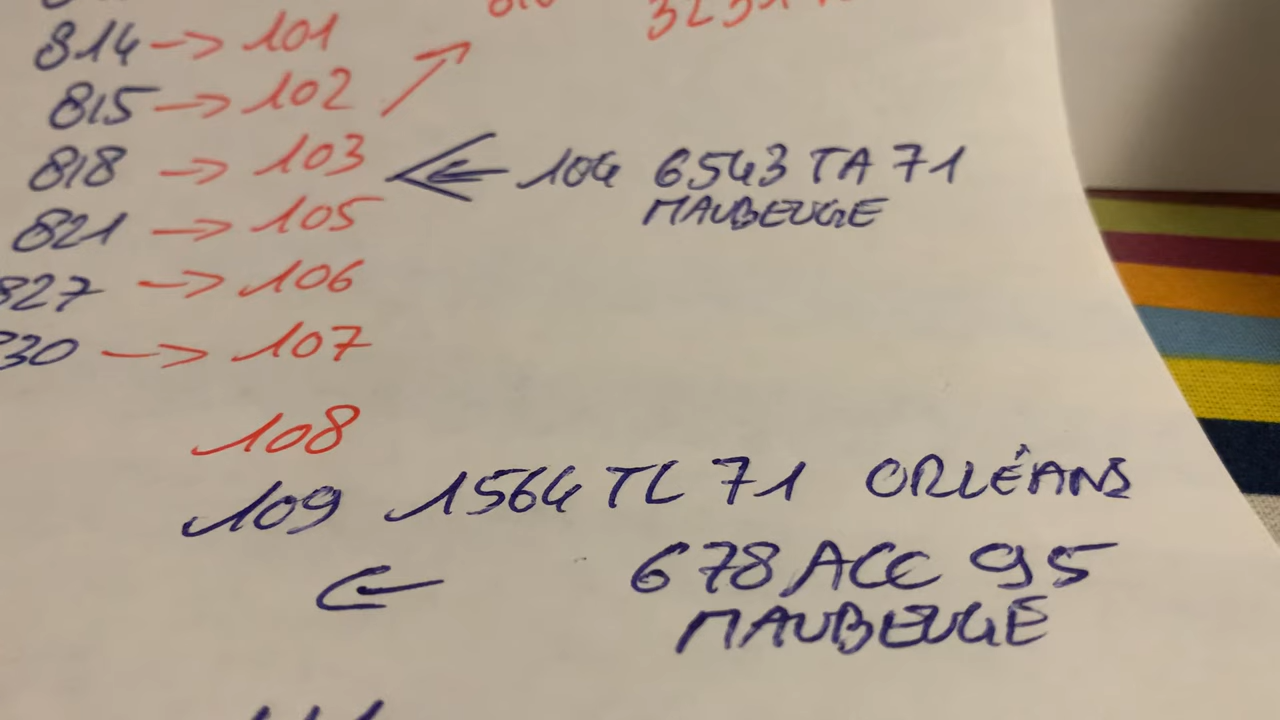 814 → 101
815 → 102
818 → 103 ← 104 6543 TA 71
MAUBEUGE
821 → 105
827 → 106
830 → 107
108
109 1564 TL 71 ORLÉANS
← 678 ACC 95
MAUBEUGE